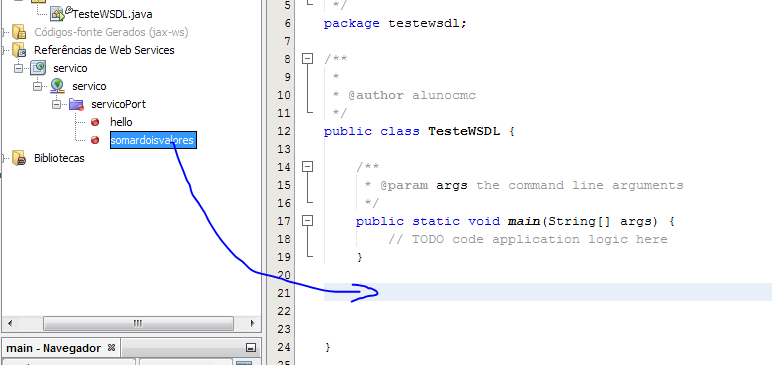 TesteWSDL.java
Códigos-fonte Gerados (jax-ws)
Referências de Web Services
servico
servico
servicoPort
hello
somardoisvalores
Bibliotecas
main - Navegador
5 */
6 package testewsdl;
7
8 /**
9 *
10 * @author alunocmc
11 */
12 public class TesteWSDL {
13
14 /**
15 * @param args the command line arguments
16 */
17 public static void main(String[] args) {
18 // TODO code application logic here
19 }
20
21
22
23
24 }
25